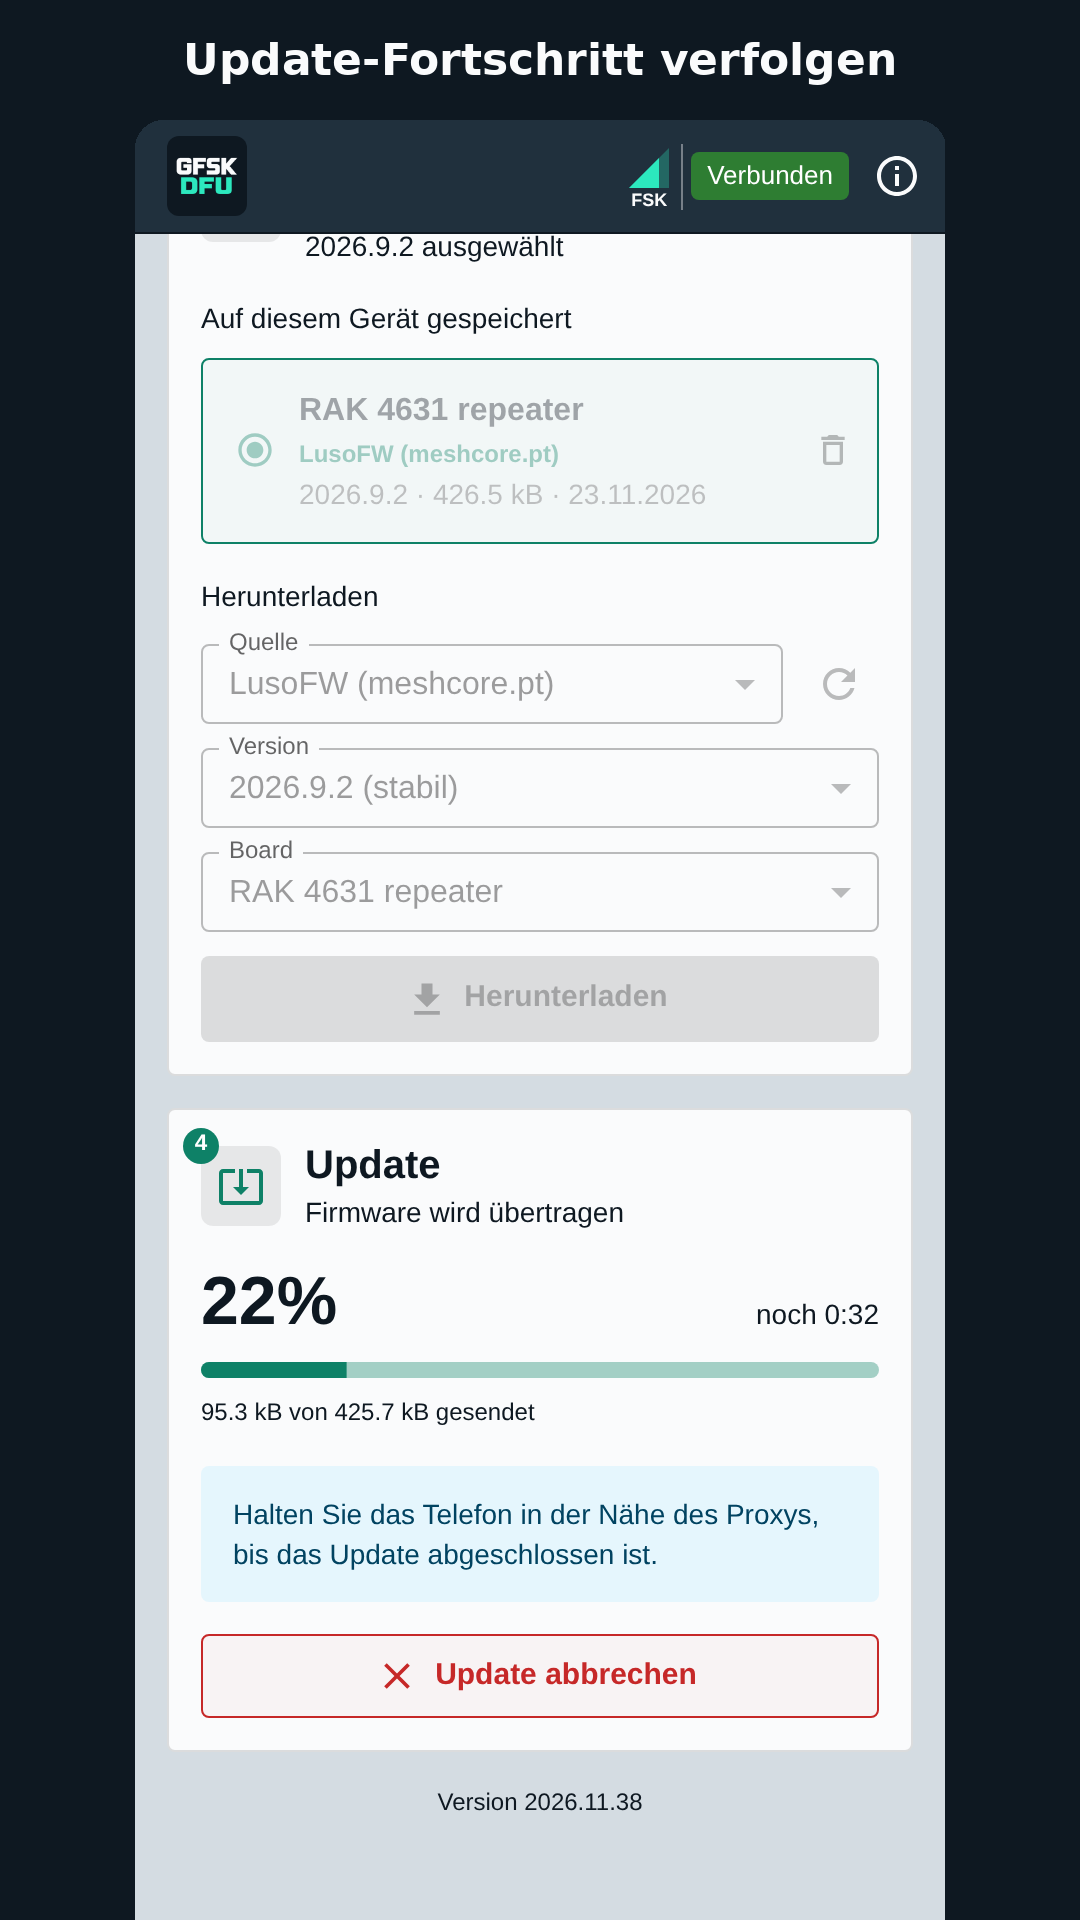 Update-Fortschritt verfolgen
GFSK
DFU
FSK
Verbunden
2026.9.2 ausgewählt
Auf diesem Gerät gespeichert
RAK 4631 repeater
LusoFW (meshcore.pt)
2026.9.2 · 426.5 kB · 23.11.2026
Herunterladen
Quelle
LusoFW (meshcore.pt)
Version
2026.9.2 (stabil)
Board
RAK 4631 repeater
Herunterladen
4
Update
Firmware wird übertragen
22%
noch 0:32
95.3 kB von 425.7 kB gesendet
Halten Sie das Telefon in der Nähe des Proxys,
bis das Update abgeschlossen ist.
Update abbrechen
Version 2026.11.38